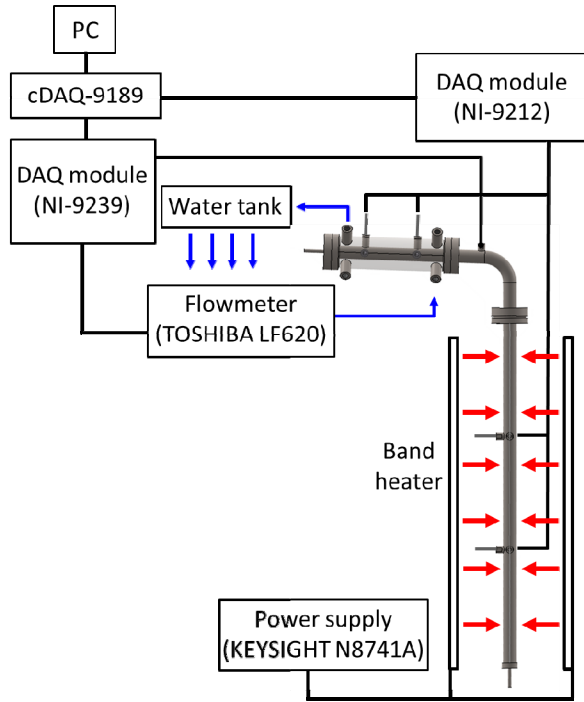 PC
cDAQ-9189
DAQ module
(NI-9212)
DAQ module
(NI-9239)
Water tank
Flowmeter
(TOSHIBA LF620)
Band
heater
Power supply
(KEYSIGHT N8741A)